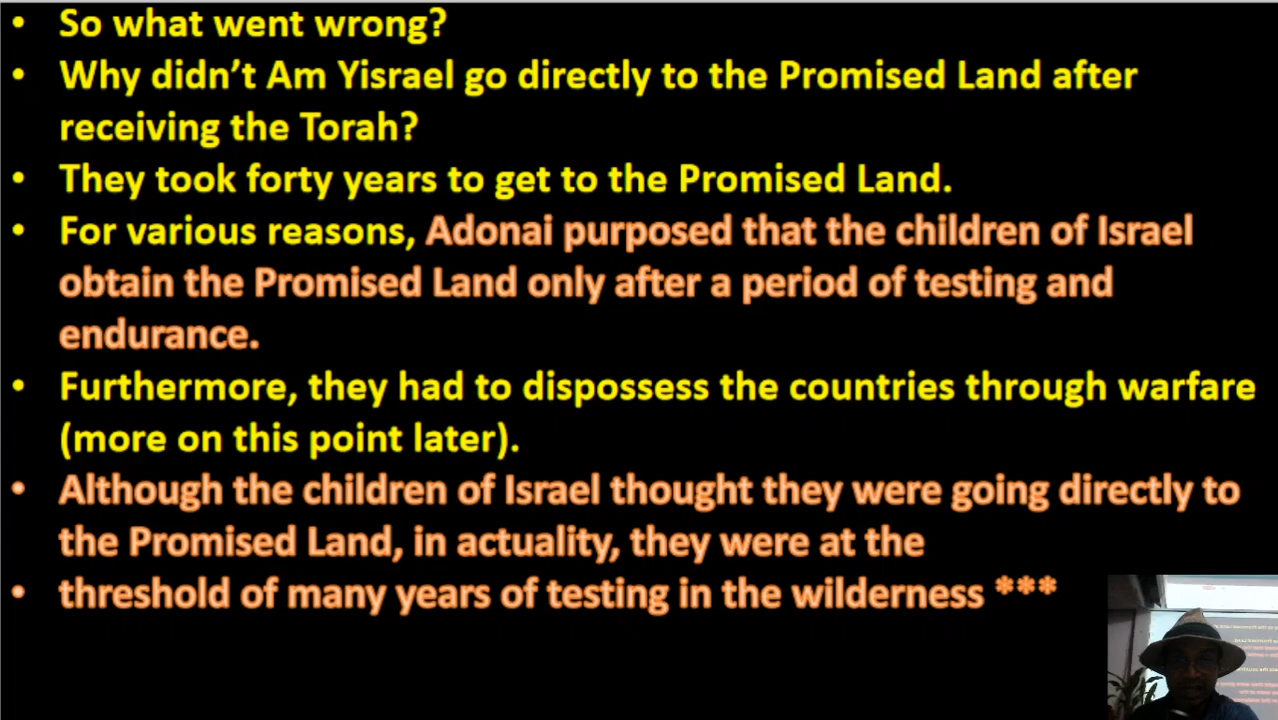 • So what went wrong?
• Why didn't Am Yisrael go directly to the Promised Land after
receiving the Torah?
• They took forty years to get to the Promised Land.
• For various reasons, Adonai purposed that the children of Israel
obtain the Promised Land only after a period of testing and
endurance.
• Furthermore, they had to dispossess the countries through warfare
(more on this point later).
• Although the children of Israel thought they were going directly to
the Promised Land, in actuality, they were at the
• threshold of many years of testing in the wilderness ***